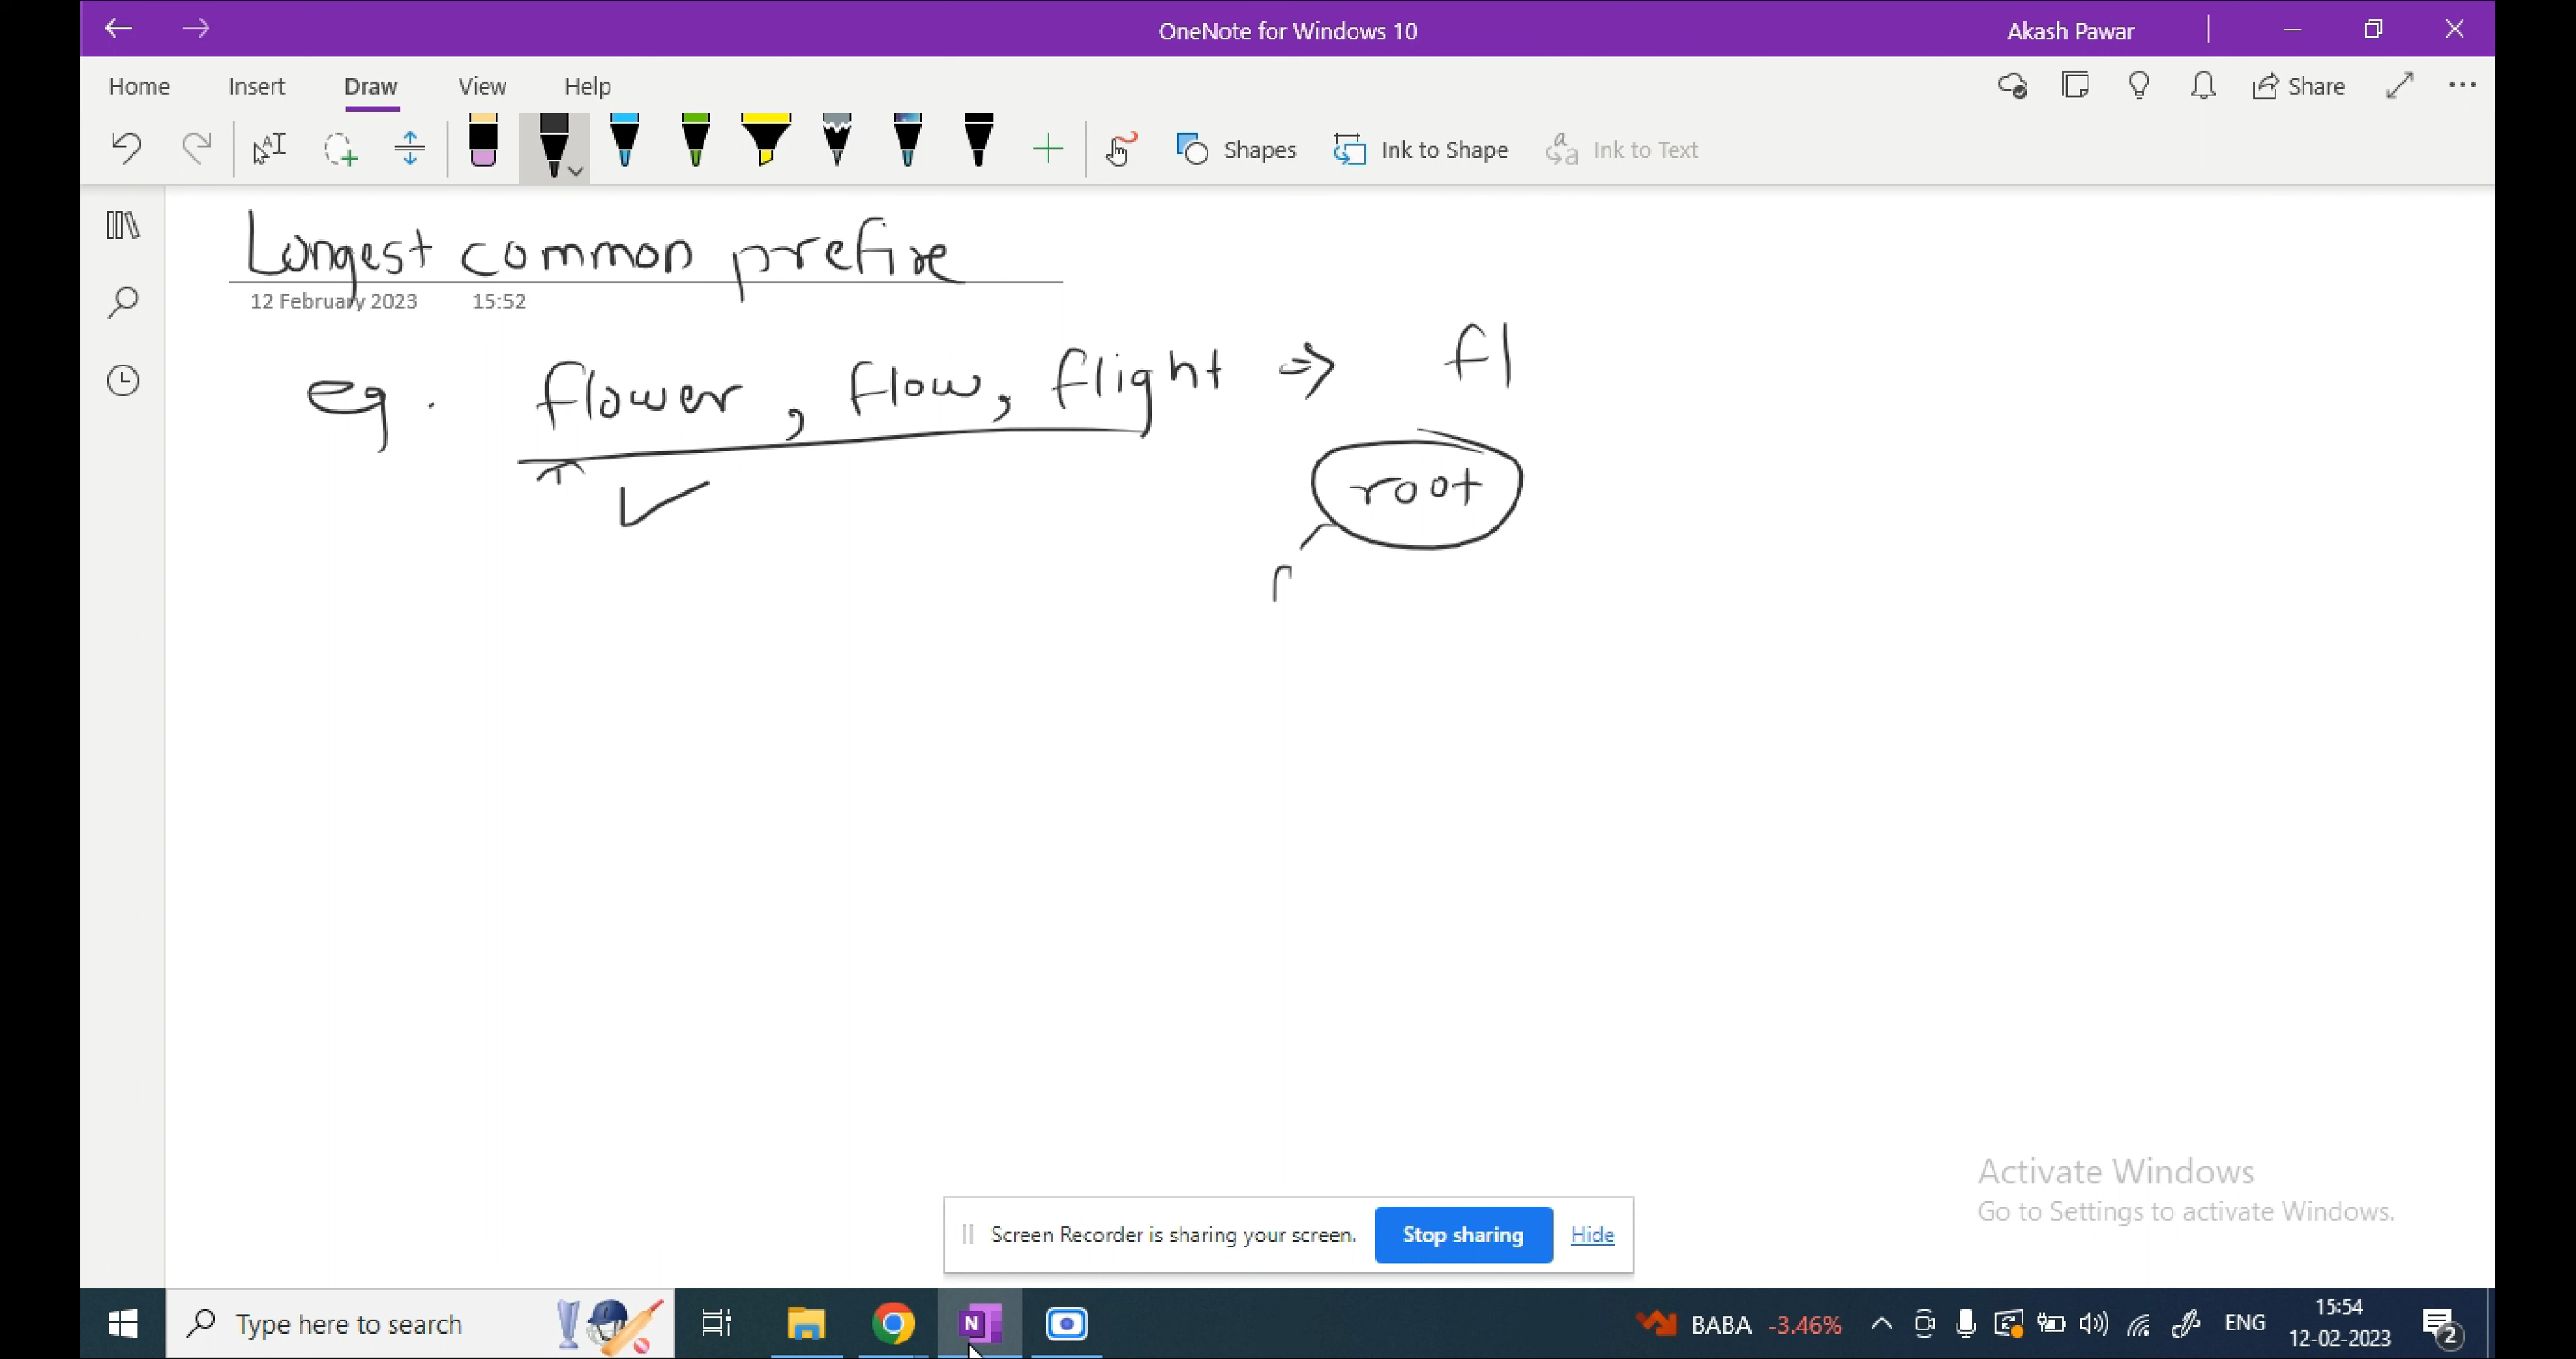 OneNote for Windows 10
Akash Pawar
Home Insert Draw View Help
Share
Shapes Ink to Shape Ink to Text
Longest common prefix
12 February 2023 15:52
eg. flower, flow, flight ⇒ fl
root
Activate Windows
Go to Settings to activate Windows.
Screen Recorder is sharing your screen. Stop sharing Hide
Type here to search
BABA -3.46%
ENG
15:54
12-02-2023
2